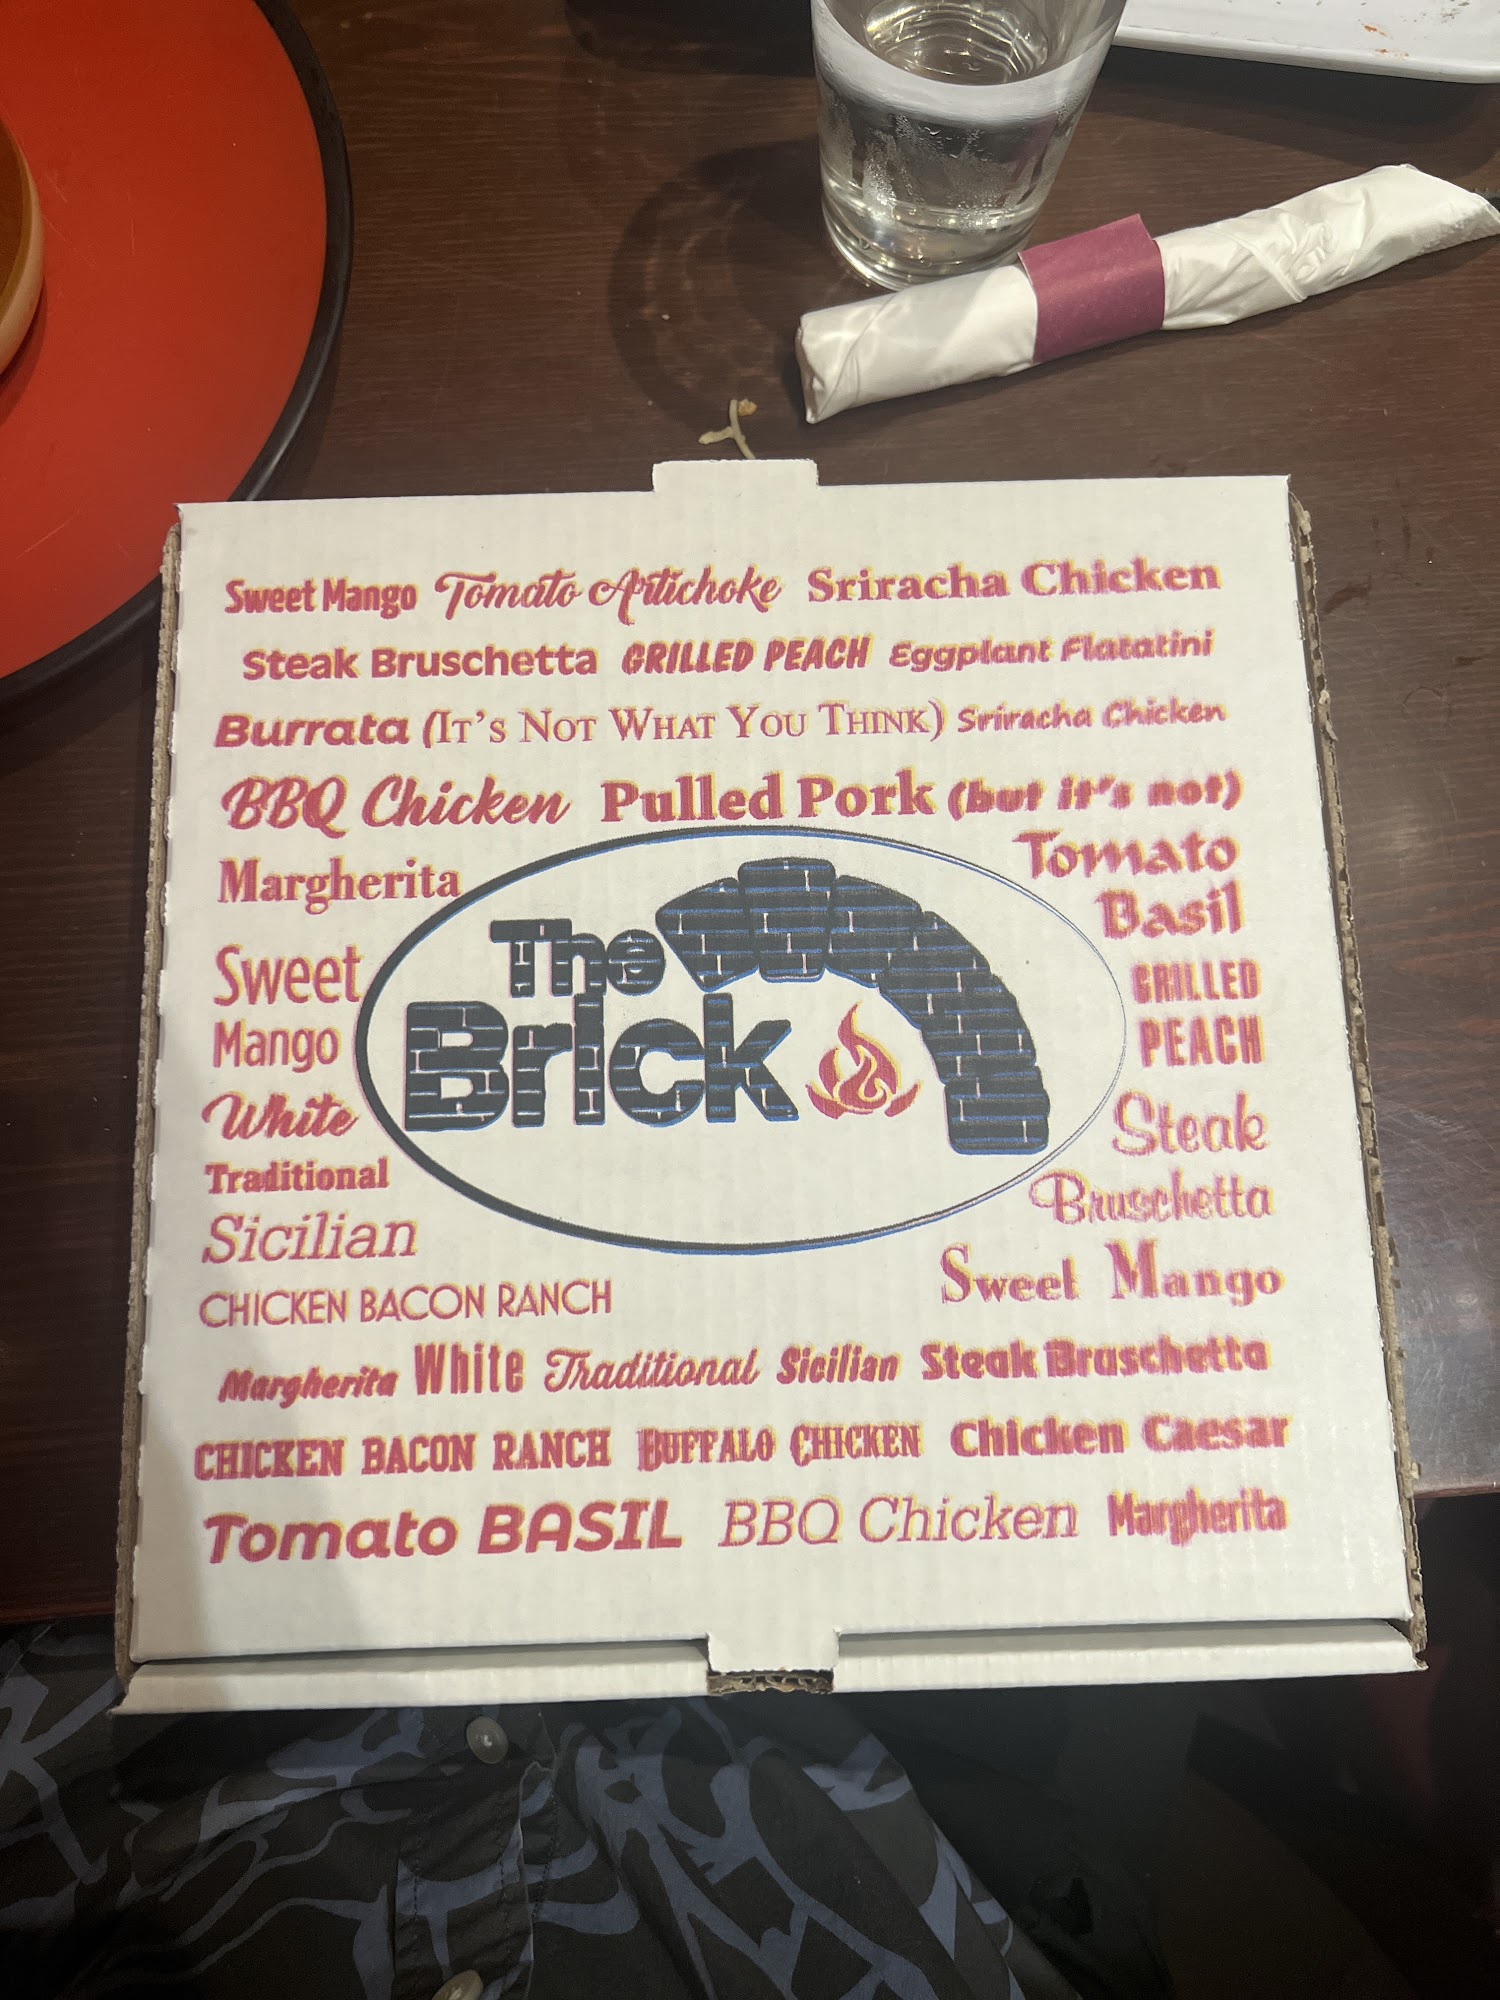 Sweet Mango Tomato Artichoke Sriracha Chicken
Steak Bruschetta GRILLED PEACH Eggplant Flatatini
Burrata (IT'S NOT WHAT YOU THINK) Sriracha Chicken
BBQ Chicken Pulled Pork (but it's not)
Margherita
Sweet
Mango
White
Traditional
Sicilian
CHICKEN BACON RANCH
The
Brick
Tomato
Basil
GRILLED
PEACH
Steak
Bruschetta
Sweet Mango
Margherita White Traditional Sicilian Steak Bruschetta
CHICKEN BACON RANCH BUFFALO CHICKEN Chicken Caesar
Tomato BASIL BBQ Chicken Margherita